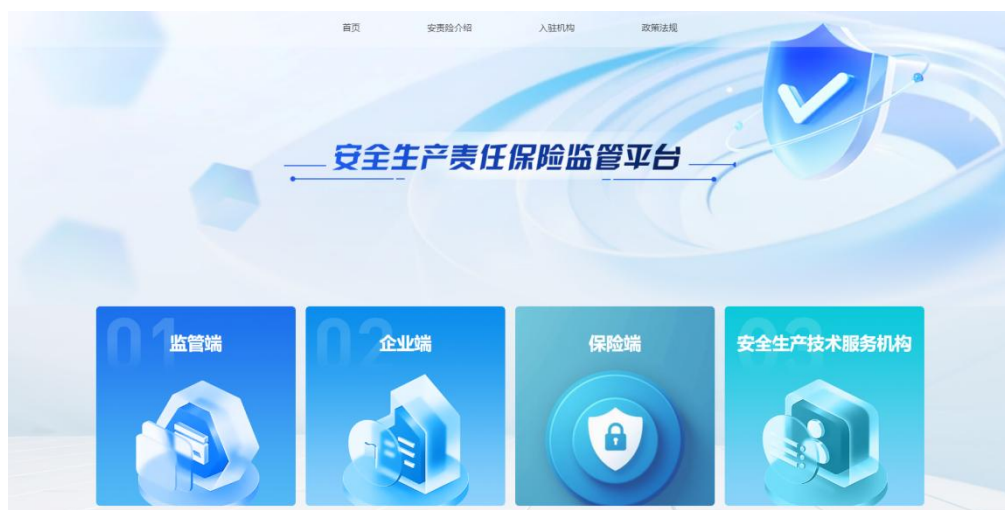 首页 安责险介绍 入驻机构 政策法规
安全生产责任保险监管平台
01 监管端
02 企业端
保险端
03 安全生产技术服务机构